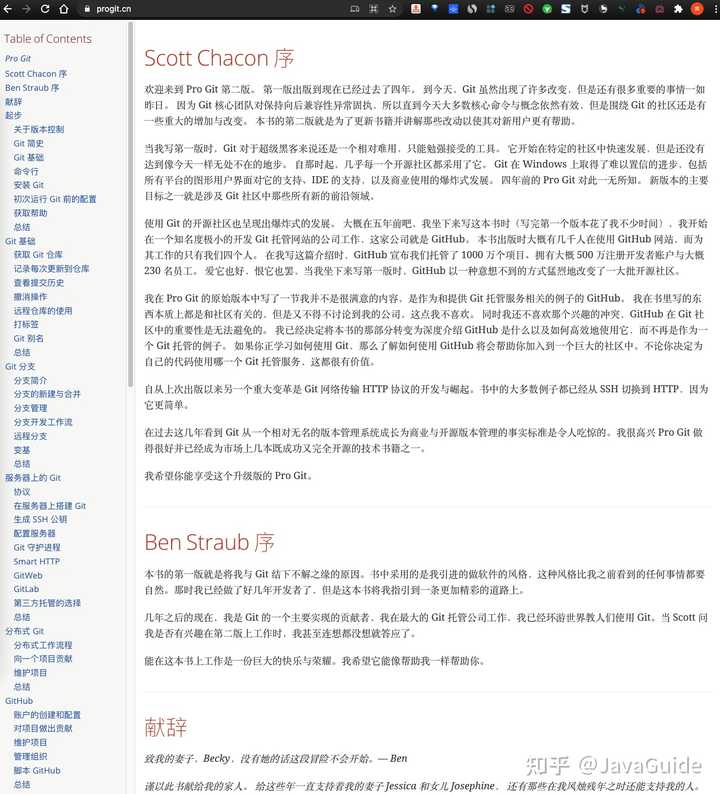 progit.cn
Table of Contents
Pro Git
Scott Chacon 序
Ben Straub 序
献辞
起步
关于版本控制
Git 简史
Git 基础
命令行
安装 Git
初次运行 Git 前的配置
获取帮助
总结
Git 基础
获取 Git 仓库
记录每次更新到仓库
查看提交历史
撤消操作
远程仓库的使用
打标签
Git 别名
总结
Git 分支
分支简介
分支的新建与合并
分支管理
分支开发工作流
远程分支
变基
总结
服务器上的 Git
协议
在服务器上搭建 Git
生成 SSH 公钥
配置服务器
Git 守护进程
Smart HTTP
GitWeb
GitLab
第三方托管的选择
总结
分布式 Git
分布式工作流程
向一个项目贡献
维护项目
总结
GitHub
账户的创建和配置
对项目做出贡献
维护项目
管理组织
脚本 GitHub
总结
Scott Chacon 序
欢迎来到 Pro Git 第二版。 第一版出版到现在已经过去了四年。 到今天，Git 虽然出现了许多改变，但是还有很多重要的事情一如
昨日。 因为 Git 核心团队对保持向后兼容性异常固执，所以直到今天大多数核心命令与概念依然有效，但是围绕 Git 的社区还是有
一些重大的增加与改变。 本书的第二版就是为了更新书籍并讲解那些改动以使其对新用户更有帮助。
当我写第一版时，Git 对于超级黑客来说还是一个相对难用、只能勉强接受的工具。 它开始在特定的社区中快速发展，但是还没有
达到像今天一样无处不在的地步。 自那时起，几乎每一个开源社区都采用了它。 Git 在 Windows 上取得了难以置信的进步，包括
所有平台的图形用户界面对它的支持、IDE 的支持，以及商业使用的爆炸式发展。 四年前的 Pro Git 对此一无所知。 新版本的主要
目标之一就是涉及 Git 社区中那些所有新的前沿领域。
使用 Git 的开源社区也呈现出爆炸式的发展。 大概在五年前吧，我坐下来写这本书时（写完第一个版本花了我不少时间），我开始
在一个知名度极小的开发 Git 托管网站的公司工作，这家公司就是 GitHub。 本书出版时大概有几千人在使用 GitHub 网站，而为
其工作的只有我们四个人。 在我写这篇介绍时，GitHub 宣布我们托管了 1000 万个项目、拥有大概 500 万注册开发者账户与大概
230 名员工。 爱它也好，恨它也罢，当我坐下来写第一版时，GitHub 以一种意想不到的方式猛烈地改变了一大批开源社区。
我在 Pro Git 的原始版本中写了一节我并不是很满意的内容，是作为和提供 Git 托管服务相关的例子的 GitHub。 我在书里写的东
西本质上都是和社区有关的，但是又不得不讨论到我的公司，这点我不喜欢。 同时我还不喜欢那个兴趣的冲突，GitHub 在 Git 社
区中的重要性是无法避免的。 我已经决定将本书的那部分转变为深度介绍 GitHub 是什么以及如何高效地使用它，而不再是作为一
个 Git 托管的例子。 如果你正学习如何使用 Git，那么了解如何使用 GitHub 将会帮助你加入到一个巨大的社区中，不论你决定为
自己的代码使用哪一个 Git 托管服务，这都很有价值。
自从上次出版以来另一个重大变革是 Git 网络传输 HTTP 协议的开发与崛起。书中的大多数例子都已经从 SSH 切换到 HTTP，因为
它更简单。
在过去这几年看到 Git 从一个相对无名的版本管理系统成长为商业与开源版本管理的事实标准是令人吃惊的。我很高兴 Pro Git 做
得很好并已经成为市场上几本既成功又完全开源的技术书籍之一。
我希望你能享受这个升级版的 Pro Git。
Ben Straub 序
本书的第一版就是将我与 Git 结下不解之缘的原因。书中采用的是我引进的做软件的风格，这种风格比我之前看到的任何事情都要
自然。那时我已经做了好几年开发者了，但是这本书将我指引到一条更加精彩的道路上。
几年之后的现在，我是 Git 的一个主要实现的贡献者，我在最大的 Git 托管公司工作，我已经环游世界教人们使用 Git。当 Scott 问
我是否有兴趣在第二版上工作时，我甚至连想都没想就答应了。
能在这本书上工作是一份巨大的快乐与荣耀。我希望它能像帮助我一样帮助你。
献辞
致我的妻子，Becky，没有她的话这段冒险不会开始。— Ben
谨以此书献给我的家人。 给这些年一直支持着我的妻子 Jessica 和女儿 Josephine， 还有那些在我风烛残年之时还能支持我的人。
知乎 @JavaGuide